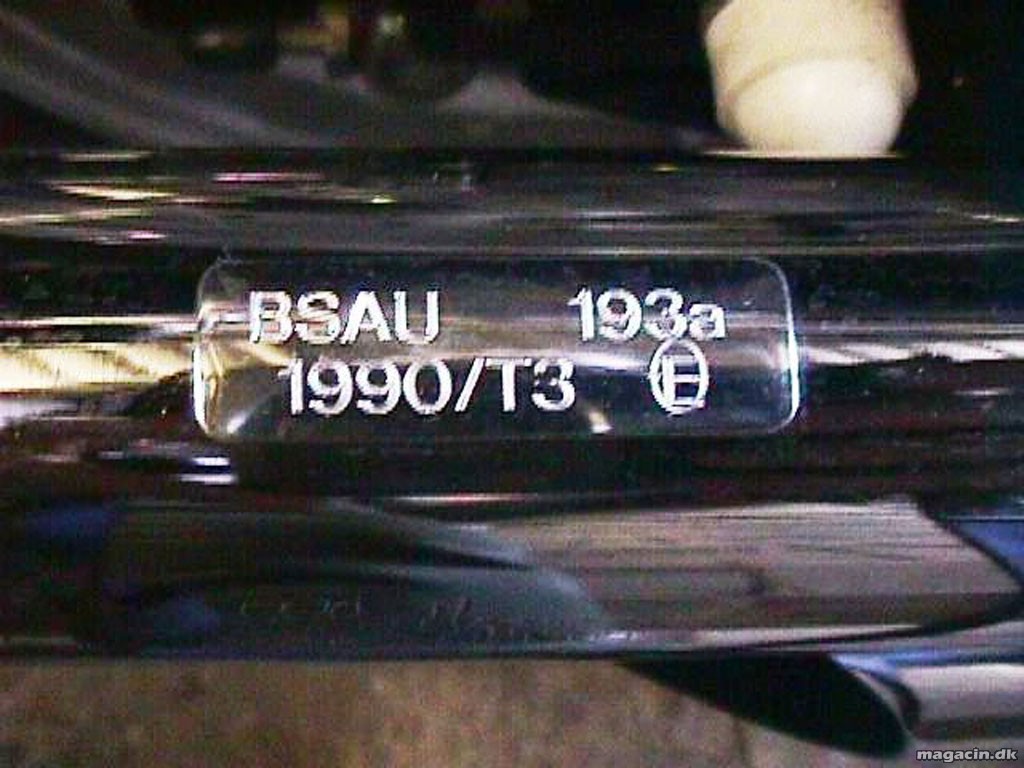 BSAU 193a
1990/T3 E
magacin.dk